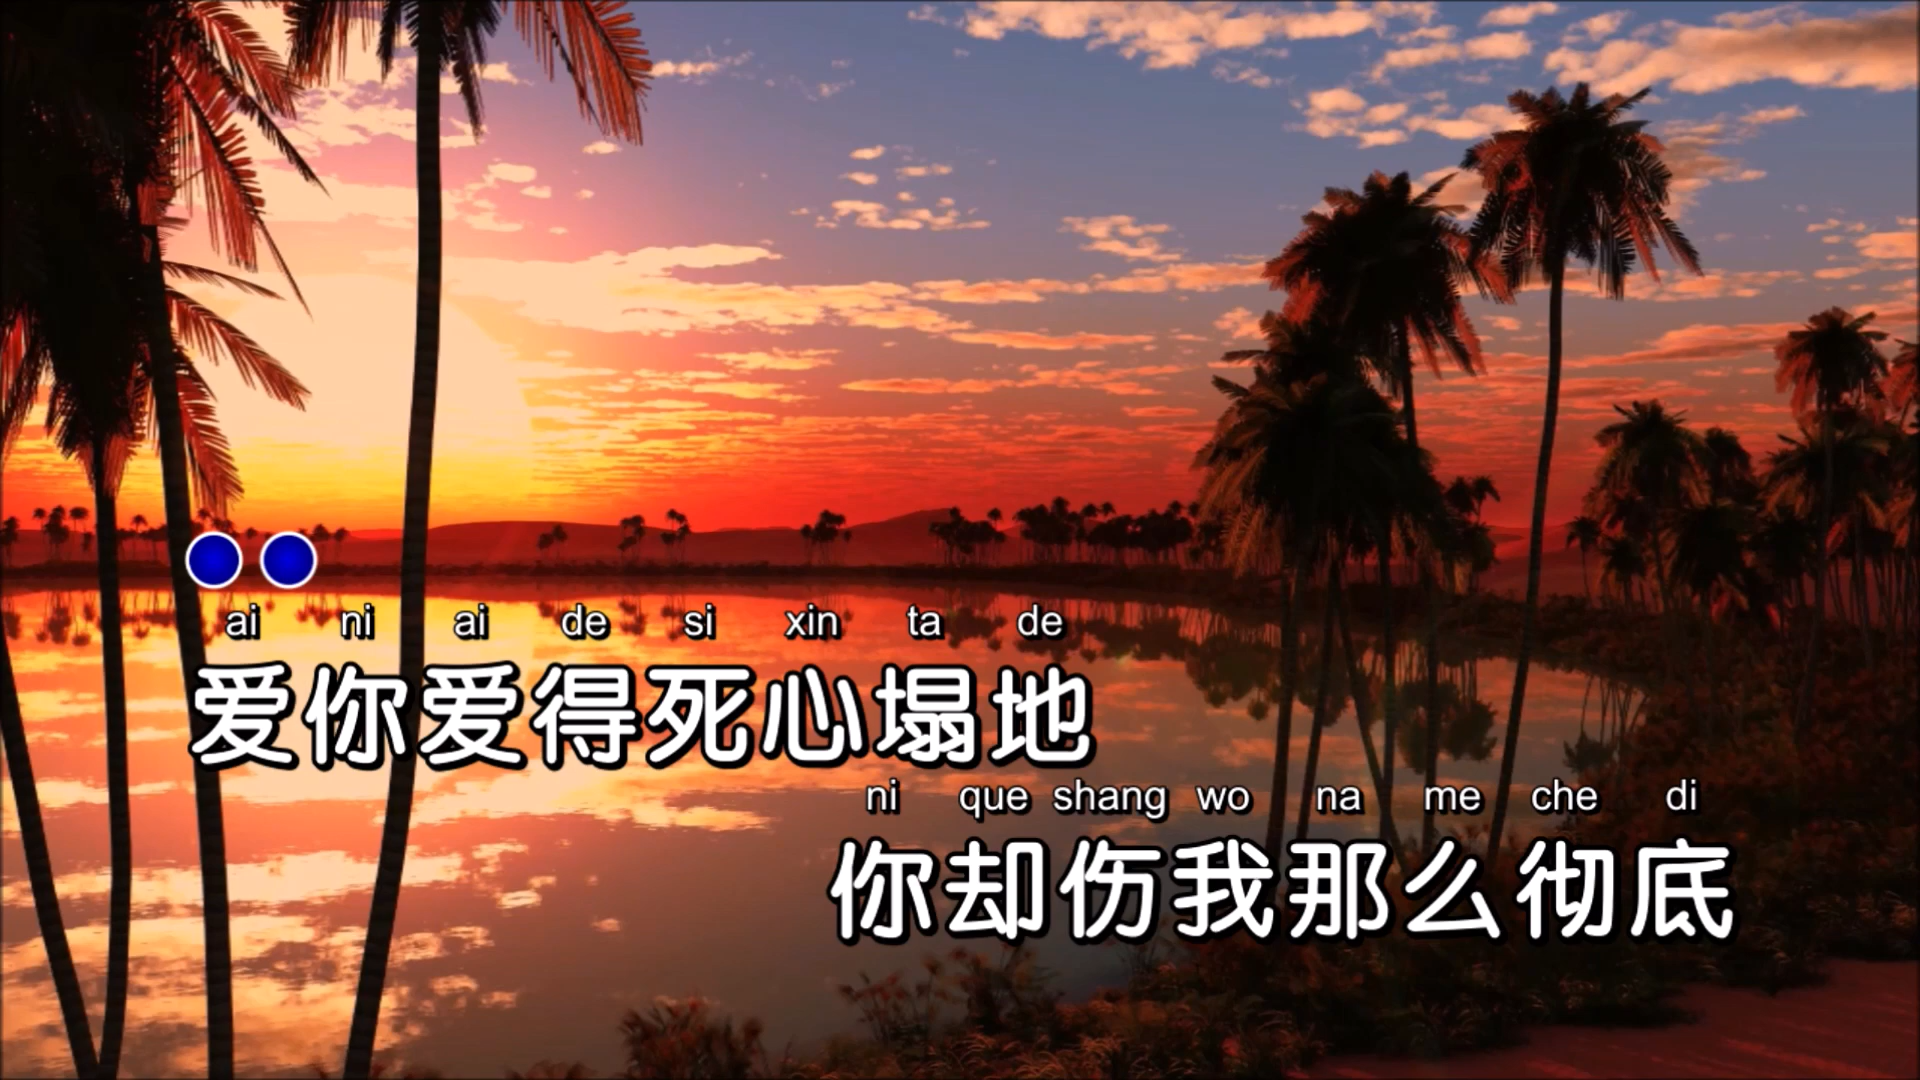 ai ni ai de si xin ta de
爱你爱得死心塌地
ni que shang wo na me che di
你却伤我那么彻底